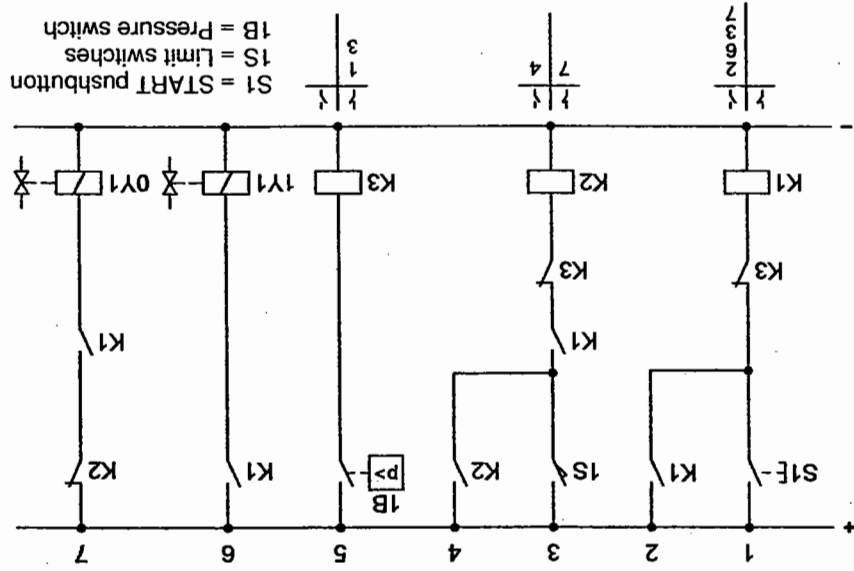 1 2 3 4 5 6 7
+
1B
S1 K1 1S K2 p> K1 K2
K1 K1
K3 K3
K1 K2 K3 1Y1 0Y1
-
2 4 7 1
6 3
3
7
S1 = START pushbutton
1S = Limit switches
1B = Pressure switch